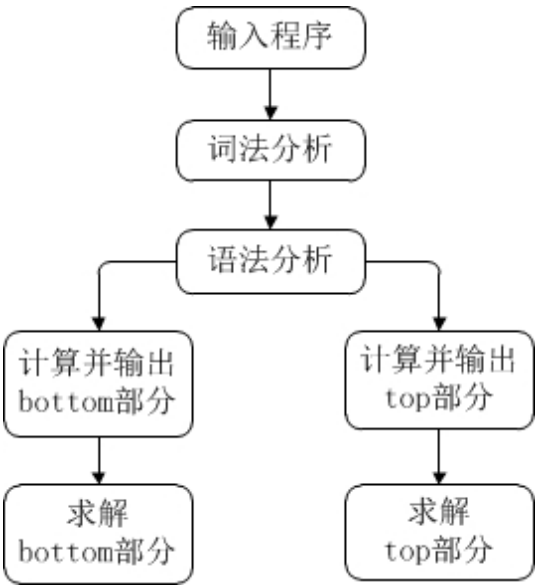 输入程序
词法分析
语法分析
计算并输出
bottom部分
计算并输出
top部分
求解
bottom部分
求解
top部分